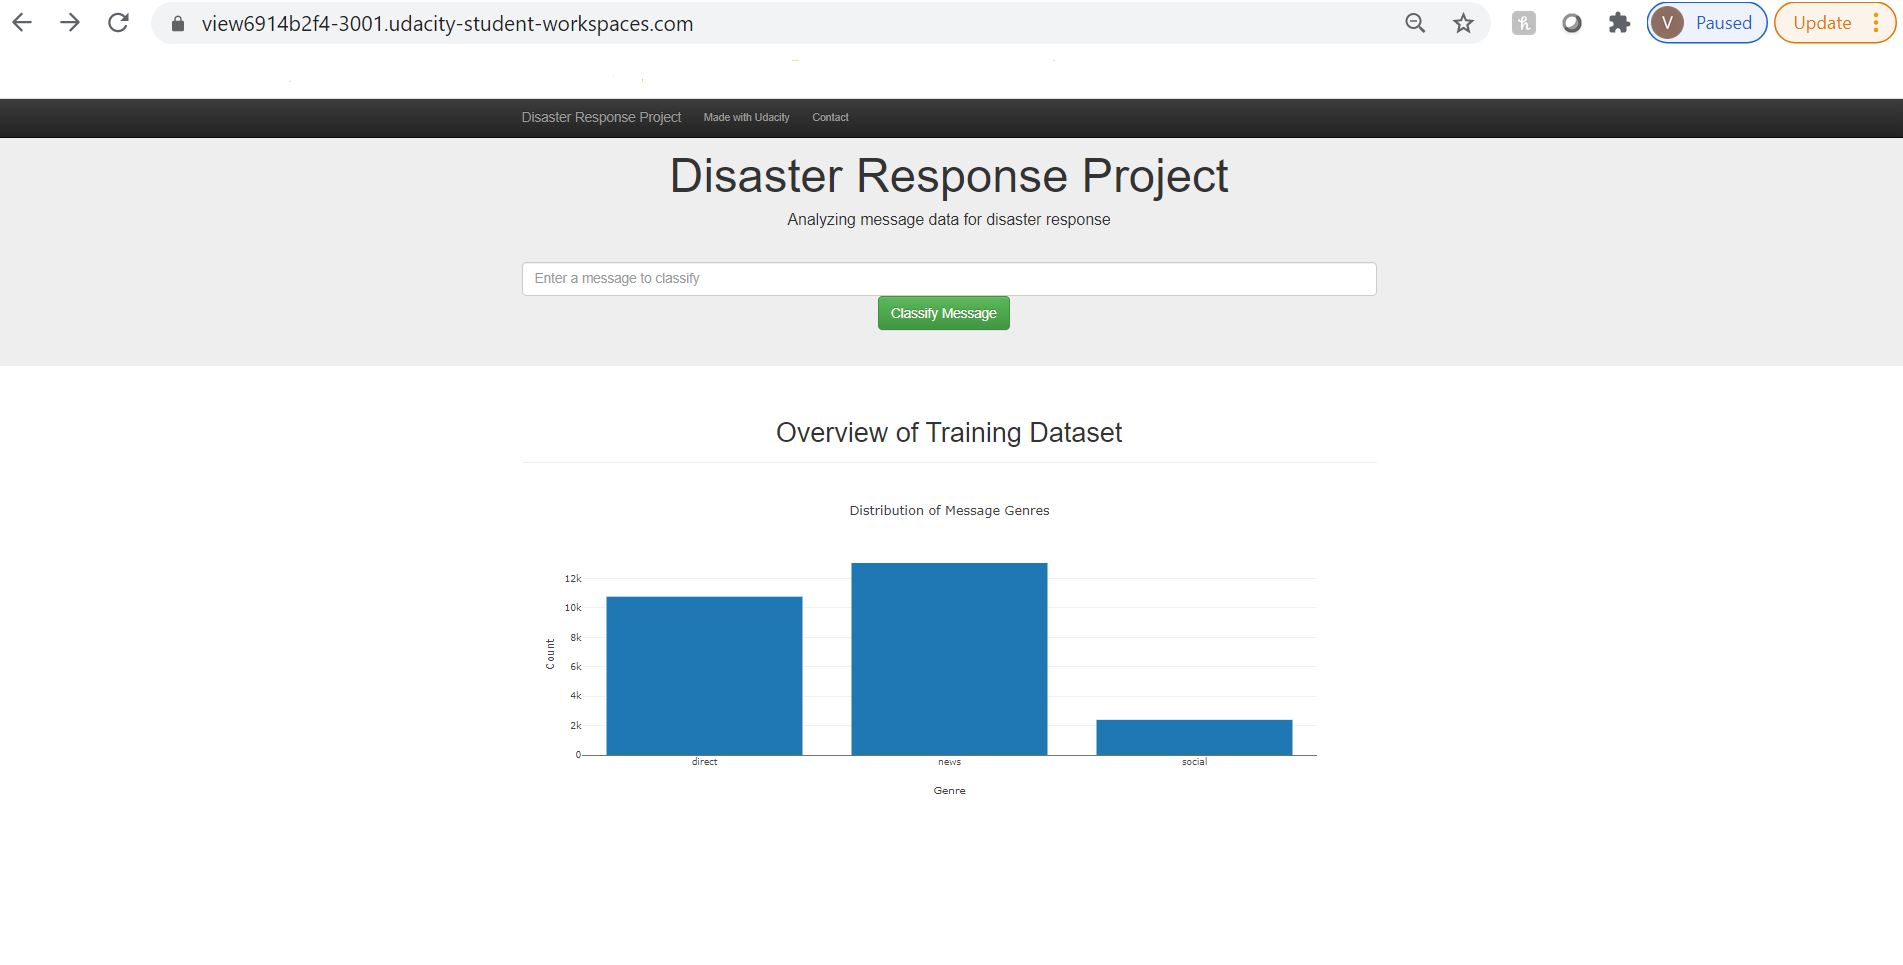 view6914b2f4-3001.udacity-student-workspaces.com
V Paused Update
Disaster Response Project Made with Udacity Contact
Disaster Response Project
Analyzing message data for disaster response
Enter a message to classify
Classify Message
Overview of Training Dataset
Distribution of Message Genres
12k
10k
8k
6k
4k
2k
0
Count
direct news social
Genre